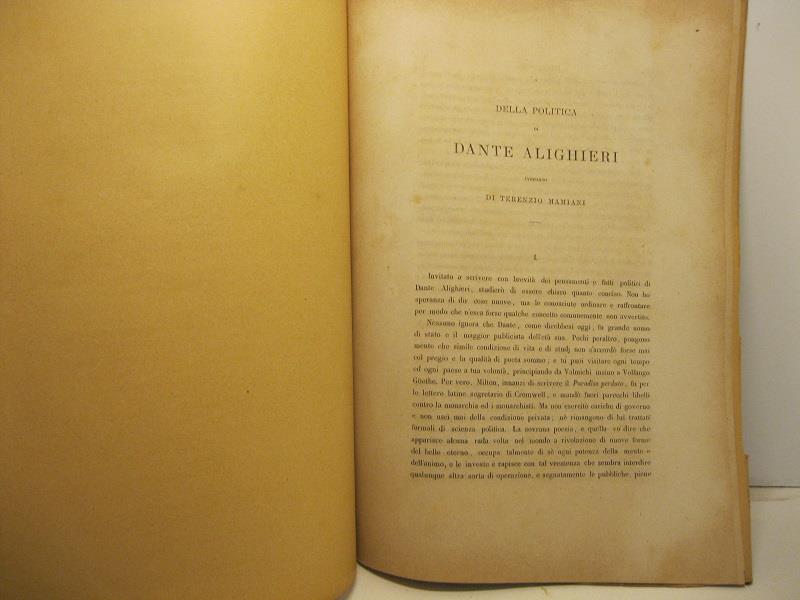 DELLA POLITICA
DI
DANTE ALIGHIERI
DI TERENZIO MAMIANI
I.
Invitato a scrivere con brevità dei pensamenti e fatti politici di
Dante Alighieri, studierò di essere chiaro quanto conciso. Non ho
speranza di dir cose nuove, ma le conosciute ordinare e raffrontare
per modo che n'esca forse qualche concetto comunemente non avvertito.
Nessuno ignora che Dante, come direbbesi oggi, fu grande uomo
di stato e il maggior publicista dell'età sua. Pochi peraltro, pongono
mente che simile condizione di vita e di studj non s'accordò forse mai
col pregio e la qualità di poeta sommo; e tu puoi visitare ogni tempo
ed ogni paese a tua volontà, principiando da Valmichi insino a Volfango
Göethe. Per vero, Milton, innanzi di scrivere il Paradiso perduto, fu per
le lettere latine segretario di Cromwell, e mandò fuori parecchi libelli
contro la monarchia ed i monarchisti. Ma non esercitò cariche di governo
e non uscì mai della condizione privata; nè rimangono di lui trattati
formali di scienza politica. La sovrana poesia, e quella vo' dire che
apparisce alcuna rada volta nel mondo a rivelazione di nuove forme
del bello eterno, occupa talmente di sè ogni potenza della mente e
dell'animo, e le investe e rapisce con tal veemenza che sembra interdire
qualunque altra sorta di operazione, e segnatamente le pubbliche, piene